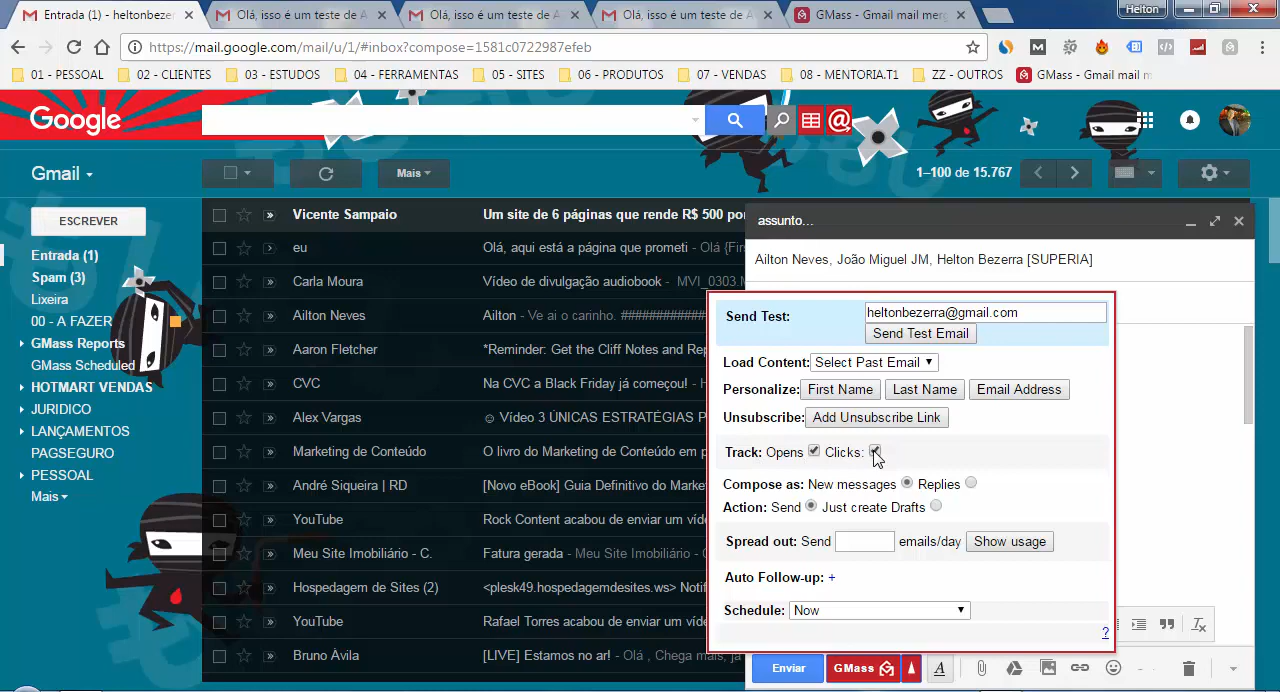 Entrada (1) - heltonbezer
Olá, isso é um teste de A
Olá, isso é um teste de A
Olá, isso é um teste de A
GMass - Gmail mail merg
Helton
https://mail.google.com/mail/u/1/#inbox?compose=1581c0722987efeb
01 - PESSOAL
02 - CLIENTES
03 - ESTUDOS
04 - FERRAMENTAS
05 - SITES
06 - PRODUTOS
07 - VENDAS
08 - MENTORIA.T1
ZZ - OUTROS
GMass - Gmail mail m
Google
Gmail
Mais
1–100 de 15.767
ESCREVER
Entrada (1)
Spam (3)
Lixeira
00 - A FAZER
GMass Reports
GMass Scheduled
HOTMART VENDAS
JURIDICO
LANÇAMENTOS
PAGSEGURO
PESSOAL
Mais
Vicente Sampaio Um site de 6 páginas que rende R$ 500 por
eu Olá, aqui está a página que prometi - Olá {Firs
Carla Moura Vídeo de divulgação audiobook - MVI_0303.M
Ailton Neves Ailton - Ve ai o carinho. ############
Aaron Fletcher *Reminder: Get the Cliff Notes and Rep
CVC Na CVC a Black Friday já começou! - E
Alex Vargas ☺ Vídeo 3 ÚNICAS ESTRATÉGIAS P
Marketing de Conteúdo O livro do Marketing de Conteúdo em p
André Siqueira | RD [Novo eBook] Guia Definitivo do Marke
YouTube Rock Content acabou de enviar um víde
Meu Site Imobiliário - C. Fatura gerada - Meu Site Imobiliário - C
Hospedagem de Sites (2) <plesk49.hospedagemdesites.ws> Notif
YouTube Rafael Torres acabou de enviar um víde
Bruno Ávila [LIVE] Estamos no ar! - Olá , Chega mais, ja
assunto...
Ailton Neves, João Miguel JM, Helton Bezerra [SUPERIA]
Send Test: heltonbezerra@gmail.com
Send Test Email
Load Content: Select Past Email
Personalize: First Name Last Name Email Address
Unsubscribe: Add Unsubscribe Link
Track: Opens Clicks:
Compose as: New messages Replies
Action: Send Just create Drafts
Spread out: Send emails/day Show usage
Auto Follow-up: +
Schedule: Now
?
Enviar
GMass
A